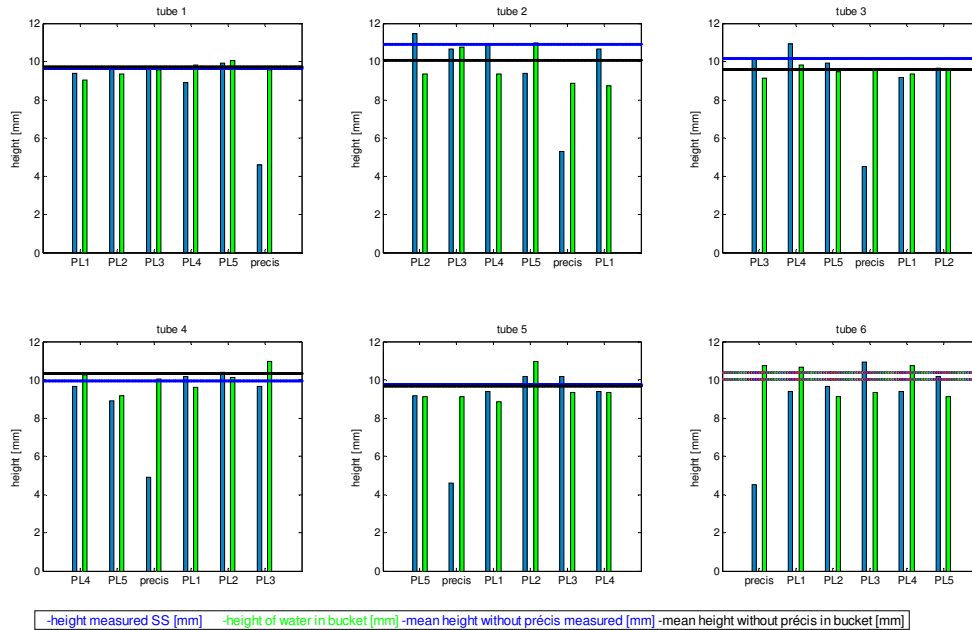 tube 1
tube 2
tube 3
12
10
8
6
4
2
0
height [mm]
PL1 PL2 PL3 PL4 PL5 precis
12
10
8
6
4
2
0
height [mm]
PL2 PL3 PL4 PL5 precis PL1
12
10
8
6
4
2
0
height [mm]
PL3 PL4 PL5 precis PL1 PL2
tube 4
tube 5
tube 6
12
10
8
6
4
2
0
height [mm]
PL4 PL5 precis PL1 PL2 PL3
12
10
8
6
4
2
0
height [mm]
PL5 precis PL1 PL2 PL3 PL4
12
10
8
6
4
2
0
height [mm]
precis PL1 PL2 PL3 PL4 PL5
-height measured SS [mm] -height of water in bucket [mm] -mean height without précis measured [mm] -mean height without précis in bucket [mm]